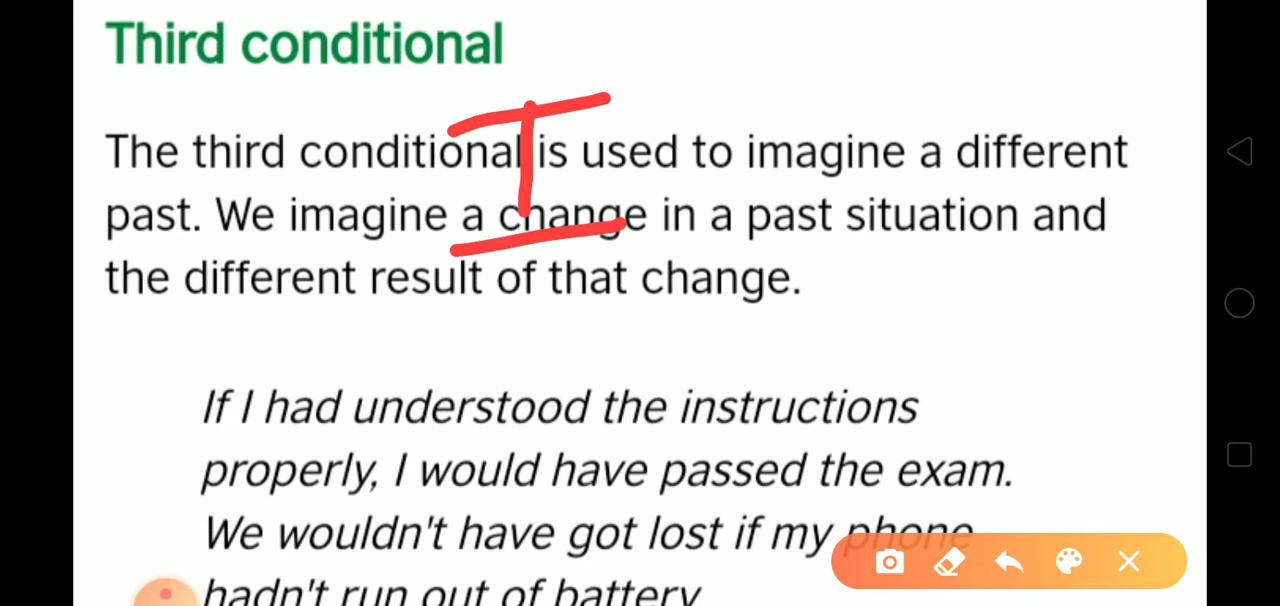 Third conditional
The third conditional is used to imagine a different
past. We imagine a change in a past situation and
the different result of that change.
If I had understood the instructions
properly, I would have passed the exam.
We wouldn't have got lost if my phone
hadn't run out of battery
I